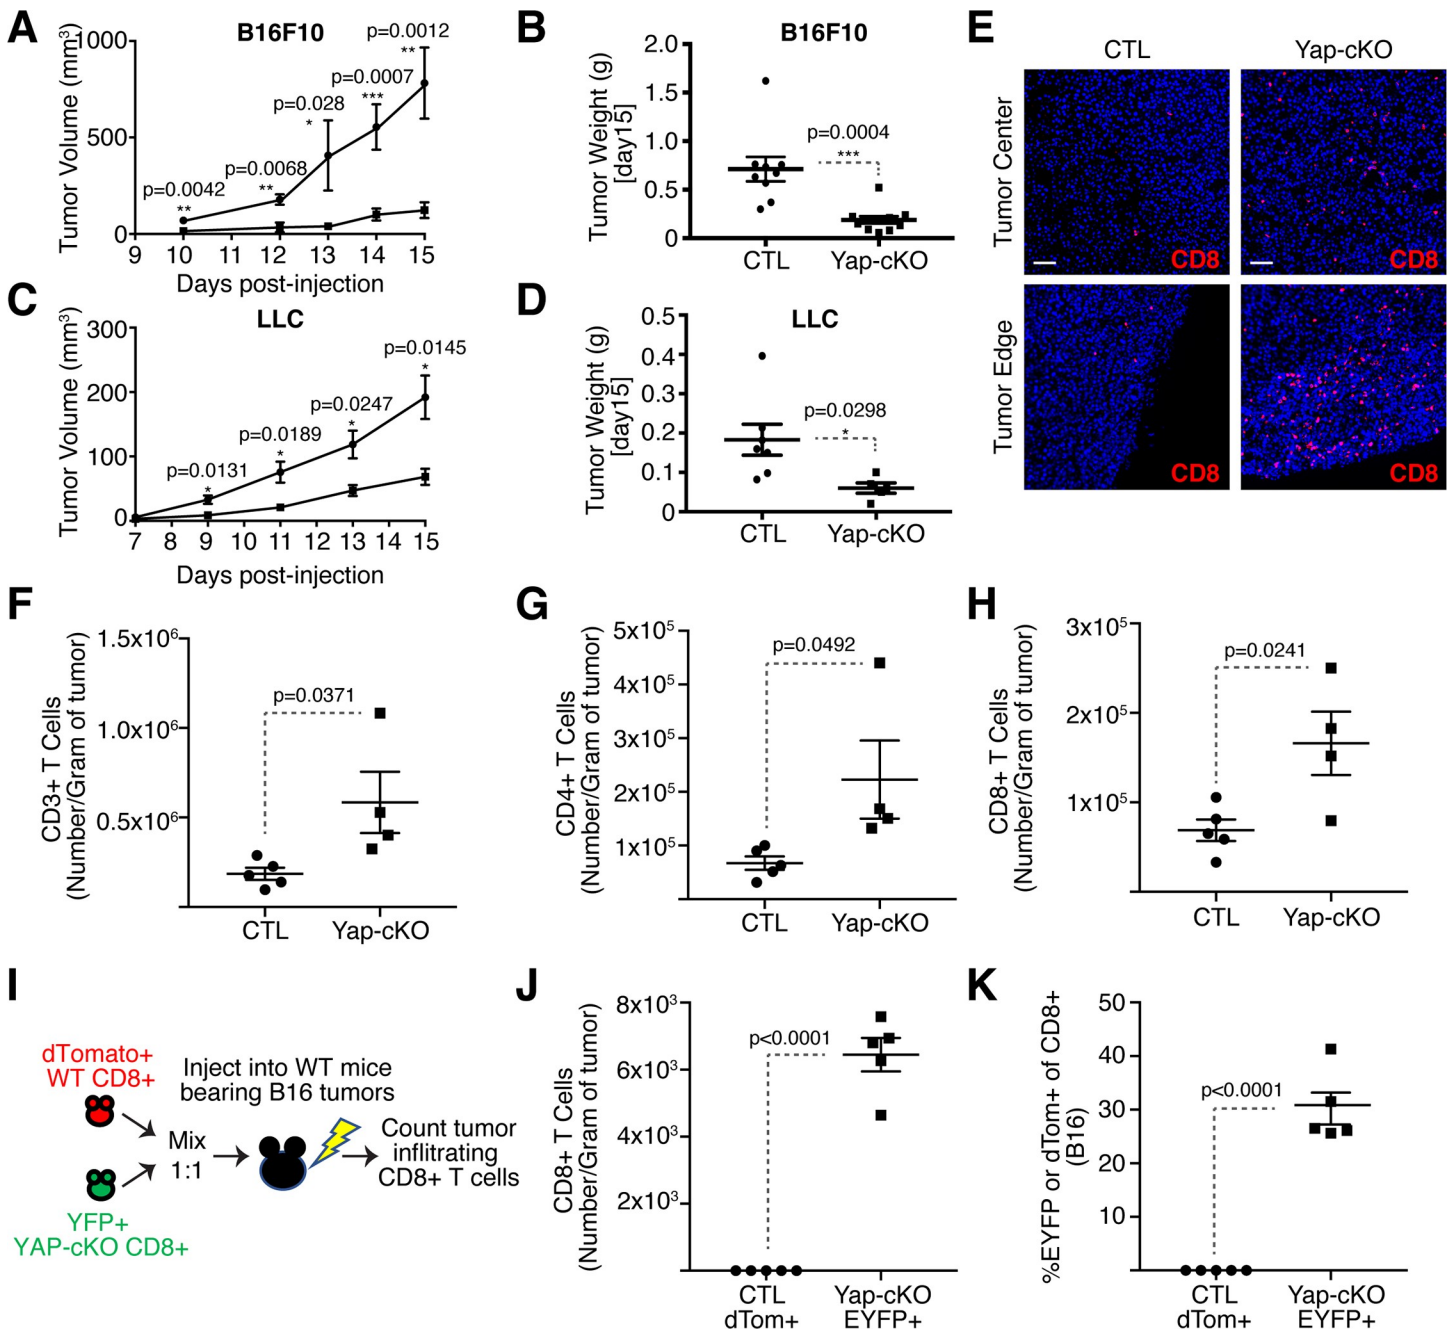 A
B16F10
Tumor Volume (mm³)
1000
500
0
p=0.0042
**
p=0.0068
**
p=0.028
*
p=0.0007
***
p=0.0012
**
9 10 11 12 13 14 15
Days post-injection
B
B16F10
Tumor Weight (g)
[day15]
2.0
1.5
1.0
0.5
0
p=0.0004
***
CTL Yap-cKO
C
LLC
Tumor Volume (mm³)
300
200
100
0
p=0.0131
*
p=0.0189
*
p=0.0247
*
p=0.0145
*
7 8 9 10 11 12 13 14 15
Days post-injection
D
LLC
Tumor Weight (g)
[day15]
0.5
0.4
0.3
0.2
0.1
0
p=0.0298
*
CTL Yap-cKO
E
CTL Yap-cKO
Tumor Center
CD8 CD8
Tumor Edge
CD8 CD8
F
CD3+ T Cells
(Number/Gram of tumor)
1.5x10⁶
1.0x10⁶
0.5x10⁶
p=0.0371
CTL Yap-cKO
G
CD4+ T Cells
(Number/Gram of tumor)
5x10⁵
4x10⁵
3x10⁵
2x10⁵
1x10⁵
p=0.0492
CTL Yap-cKO
H
CD8+ T Cells
(Number/Gram of tumor)
3x10⁵
2x10⁵
1x10⁵
p=0.0241
CTL Yap-cKO
I
dTomato+
WT CD8+
YFP+
YAP-cKO CD8+
Mix
1:1
Inject into WT mice
bearing B16 tumors
Count tumor
inflitrating
CD8+ T cells
J
CD8+ T Cells
(Number/Gram of tumor)
8x10³
6x10³
4x10³
2x10³
p<0.0001
CTL Yap-cKO
dTom+ EYFP+
K
%EYFP or dTom+ of CD8+
(B16)
50
40
30
20
10
p<0.0001
CTL Yap-cKO
dTom+ EYFP+